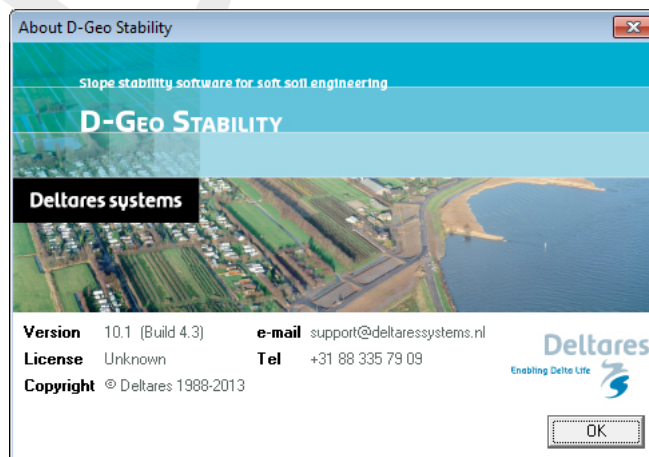 About D-Geo Stability
Slope stability software for soft soil engineering
D-GEO STABILITY
Deltares systems
Version 10.1 (Build 4.3) e-mail support@deltaressystems.nl
License Unknown Tel +31 88 335 79 09
Copyright © Deltares 1988-2013
Deltares
Enabling Delta Life
OK